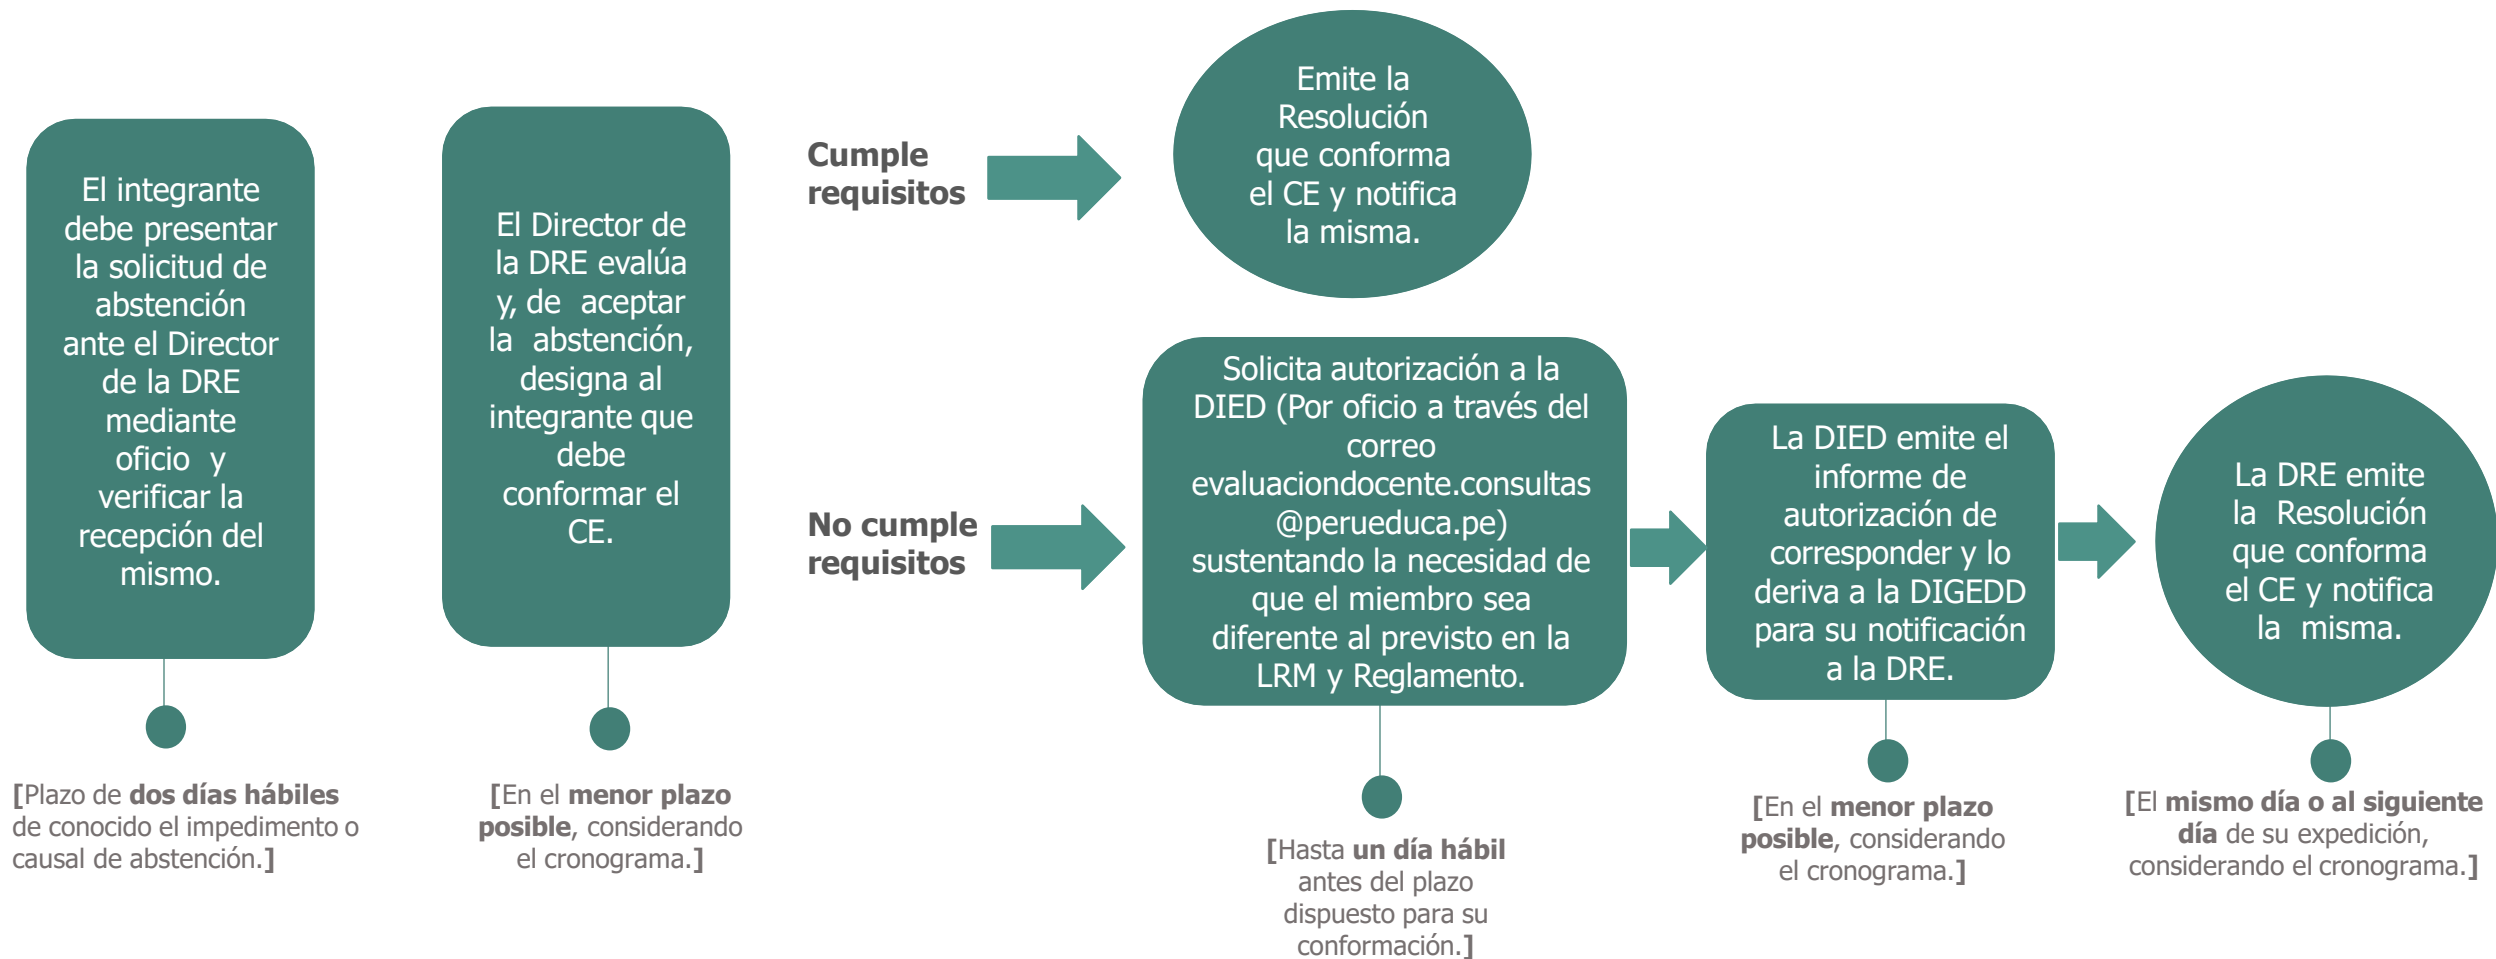 El integrante
debe presentar
la solicitud de
abstención
ante el Director
de la DRE
mediante
oficio y
verificar la
recepción del
mismo.
[Plazo de dos días hábiles
de conocido el impedimento o
causal de abstención.]
El Director de
la DRE evalúa
y, de aceptar
la abstención,
designa al
integrante que
debe
conformar el
CE.
[En el menor plazo
posible, considerando
el cronograma.]
Cumple
requisitos
Emite la
Resolución
que conforma
el CE y notifica
la misma.
No cumple
requisitos
Solicita autorización a la
DIED (Por oficio a través del
correo
evaluaciondocente.consultas
@perueduca.pe)
sustentando la necesidad de
que el miembro sea
diferente al previsto en la
LRM y Reglamento.
[Hasta un día hábil
antes del plazo
dispuesto para su
conformación.]
La DIED emite el
informe de
autorización de
corresponder y lo
deriva a la DIGEDD
para su notificación
a la DRE.
[En el menor plazo
posible, considerando
el cronograma.]
La DRE emite
la Resolución
que conforma
el CE y notifica
la misma.
[El mismo día o al siguiente
día de su expedición,
considerando el cronograma.]